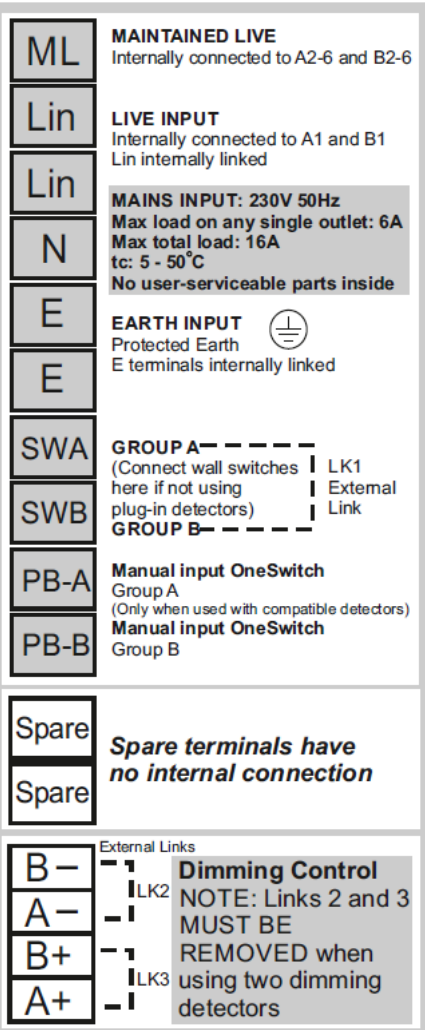 ML
MAINTAINED LIVE
Internally connected to A2-6 and B2-6
Lin
LIVE INPUT
Internally connected to A1 and B1
Lin internally linked
Lin
MAINS INPUT: 230V 50Hz
Max load on any single outlet: 6A
Max total load: 16A
tc: 5 - 50°C
No user-serviceable parts inside
N
E
EARTH INPUT
Protected Earth
E terminals internally linked
E
SWA
GROUP A
(Connect wall switches
here if not using
plug-in detectors)
GROUP B
LK1
External
Link
SWB
PB-A
Manual input OneSwitch
Group A
(Only when used with compatible detectors)
PB-B
Manual input OneSwitch
Group B
Spare
Spare
Spare terminals have
no internal connection
External Links
B –
A –
LK2
B+
A+
LK3
Dimming Control
NOTE: Links 2 and 3
MUST BE
REMOVED when
using two dimming
detectors